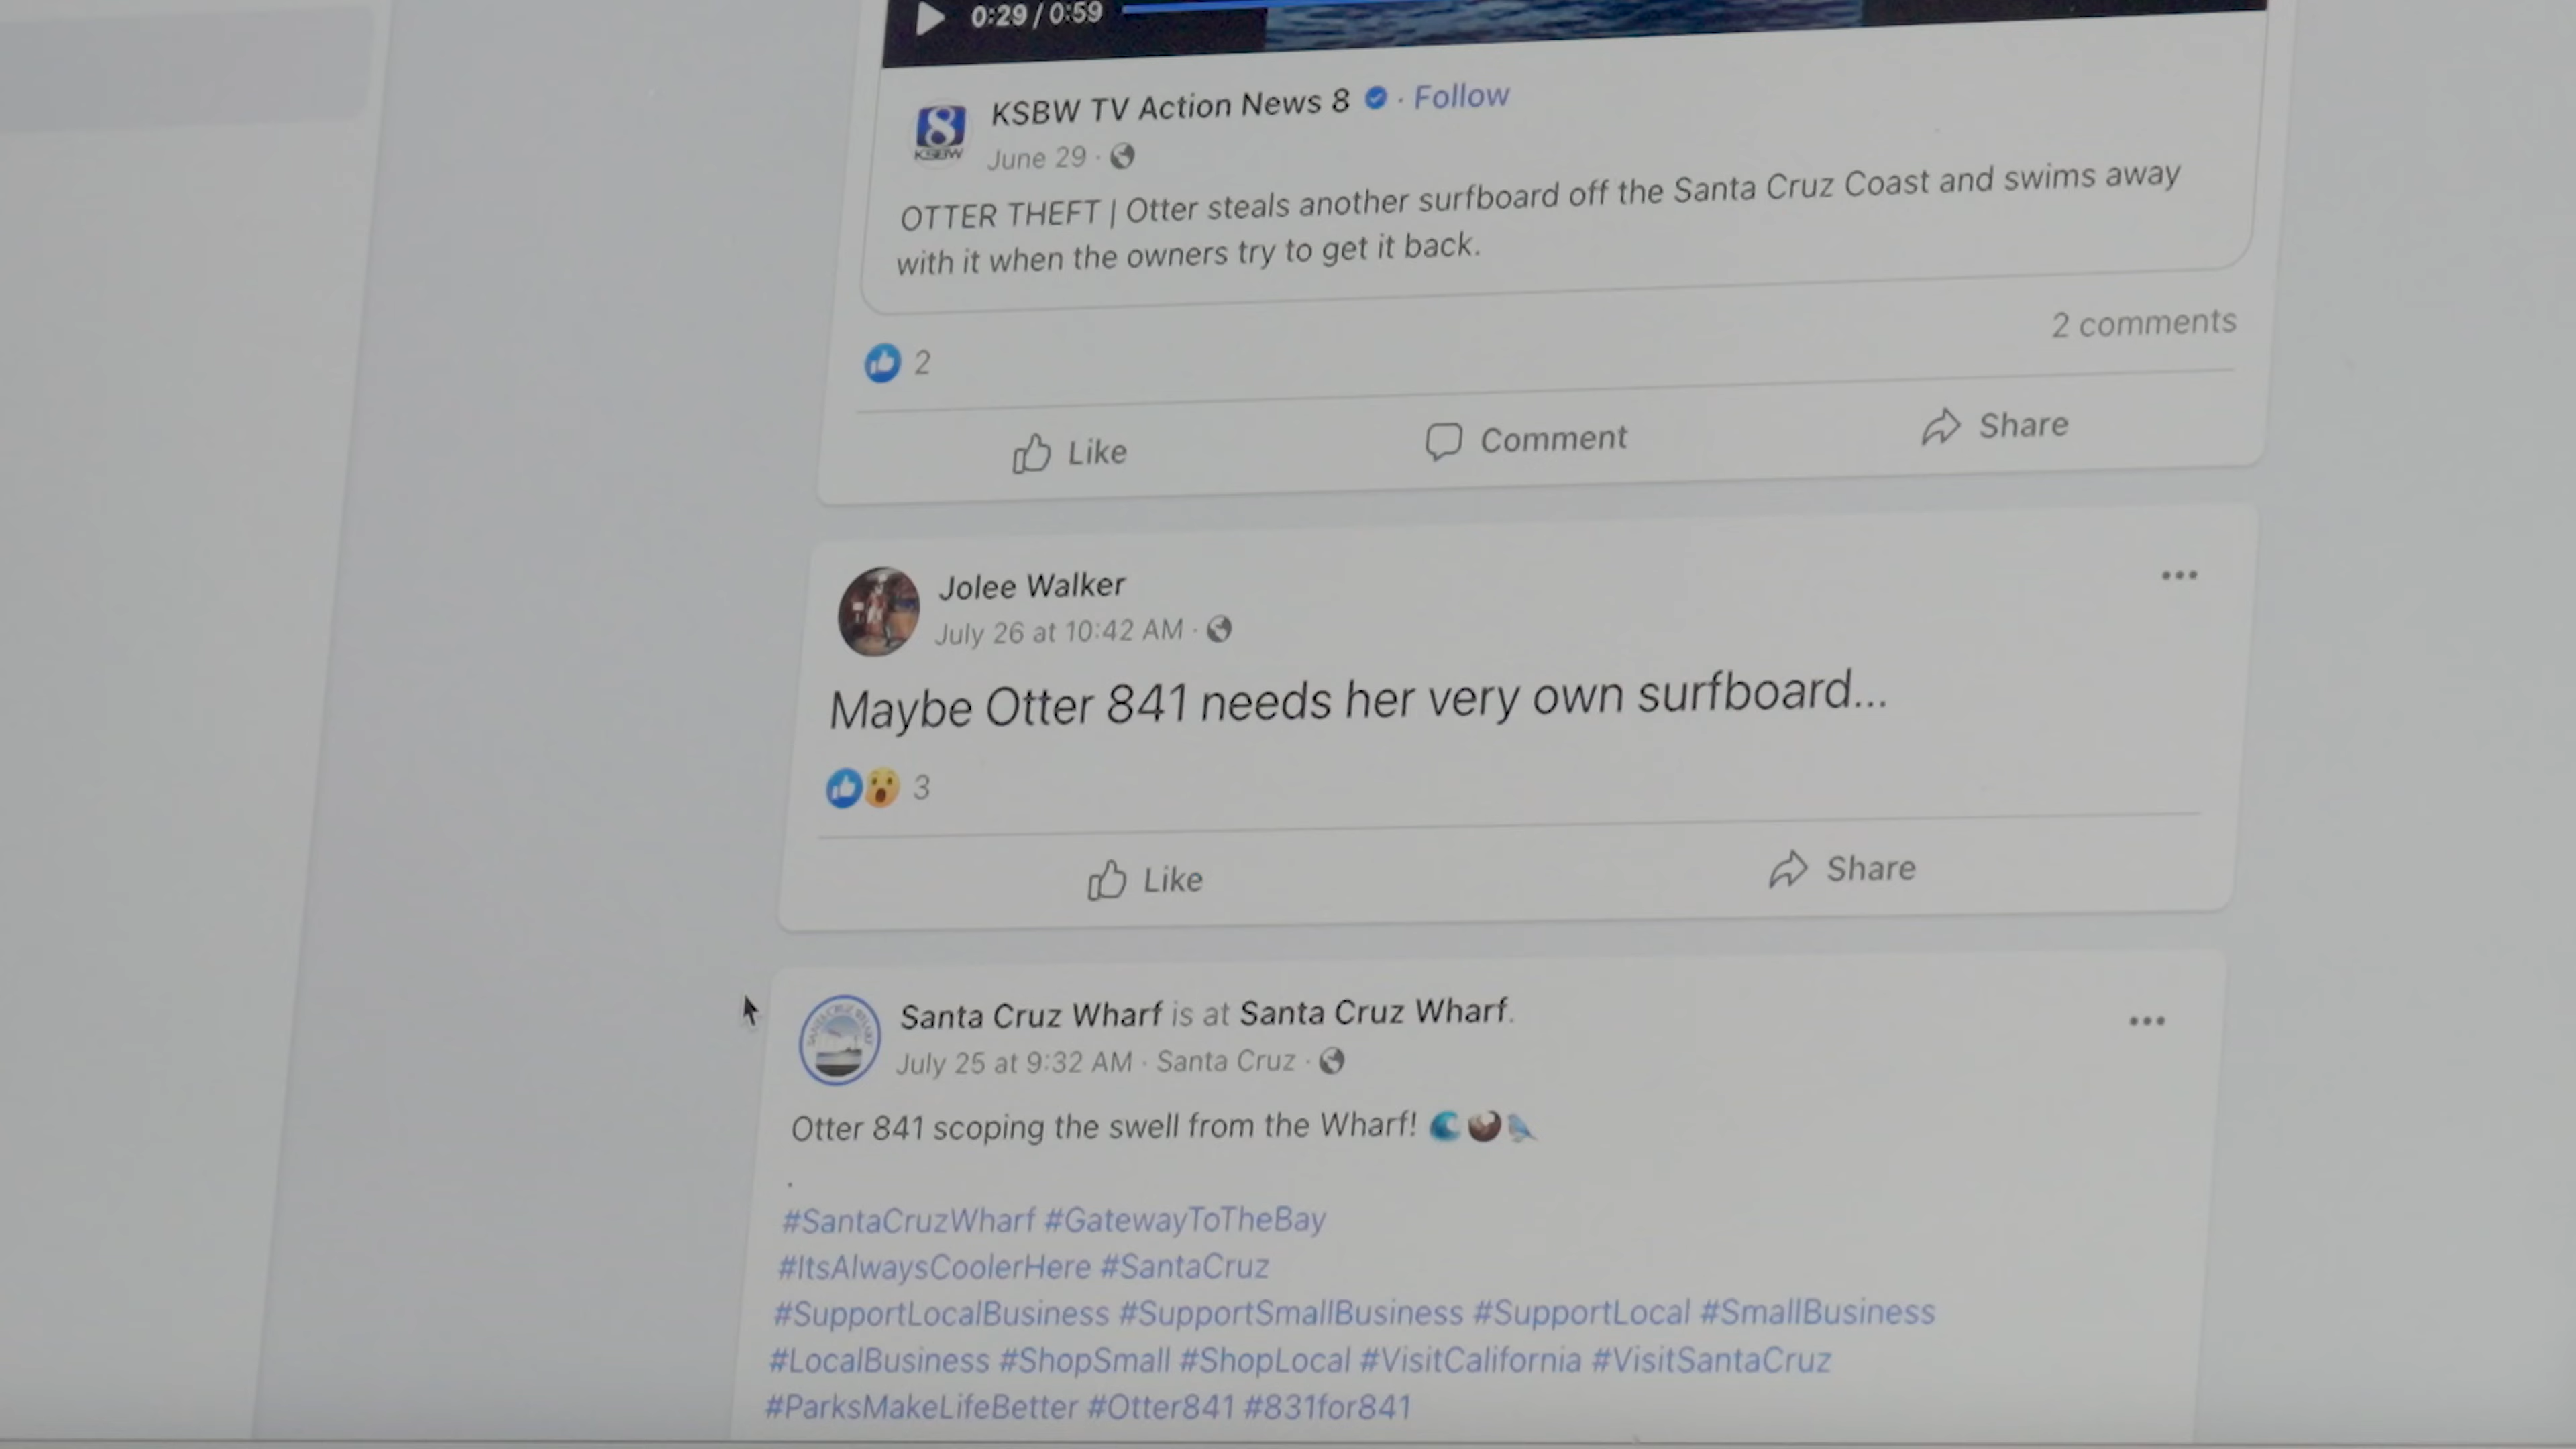 0:29 / 0:59
8
KSBW
KSBW TV Action News 8 · Follow
June 29 ·
OTTER THEFT | Otter steals another surfboard off the Santa Cruz Coast and swims away
with it when the owners try to get it back.
2
2 comments
Like Comment Share
Jolee Walker
July 26 at 10:42 AM ·
Maybe Otter 841 needs her very own surfboard...
3
Like Share
SANTA CRUZ WHARF
Santa Cruz Wharf is at Santa Cruz Wharf.
July 25 at 9:32 AM · Santa Cruz ·
Otter 841 scoping the swell from the Wharf! 🌊🥥🐦
.
#SantaCruzWharf #GatewayToTheBay
#ItsAlwaysCoolerHere #SantaCruz
#SupportLocalBusiness #SupportSmallBusiness #SupportLocal #SmallBusiness
#LocalBusiness #ShopSmall #ShopLocal #VisitCalifornia #VisitSantaCruz
#ParksMakeLifeBetter #Otter841 #831for841